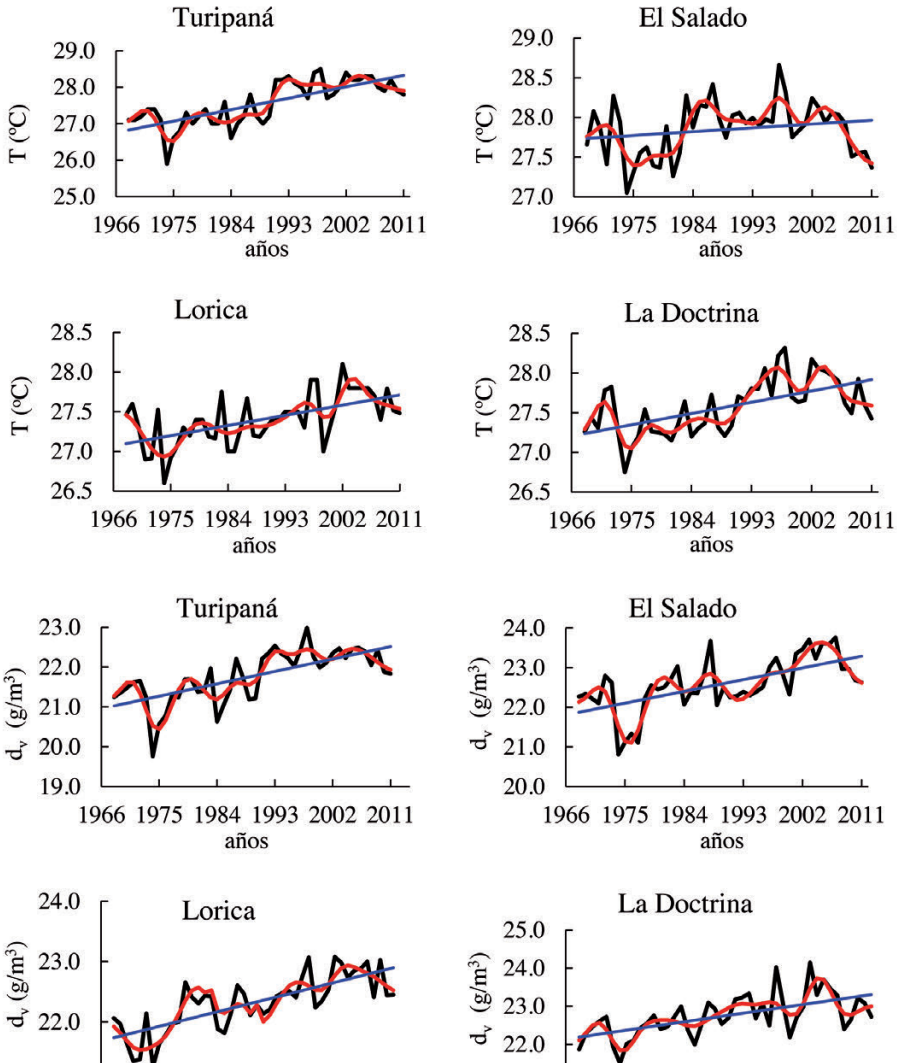 Turipaná
29.0
28.0
27.0
26.0
25.0
T (ºC)
1966 1975 1984 1993 2002 2011
años
El Salado
29.0
28.5
28.0
27.5
27.0
T (ºC)
1966 1975 1984 1993 2002 2011
años
Lorica
28.5
28.0
27.5
27.0
26.5
T (ºC)
1966 1975 1984 1993 2002 2011
años
La Doctrina
28.5
28.0
27.5
27.0
26.5
T (ºC)
1966 1975 1984 1993 2002 2011
años
Turipaná
23.0
22.0
21.0
20.0
19.0
dv (g/m³)
1966 1975 1984 1993 2002 2011
años
El Salado
24.0
23.0
22.0
21.0
20.0
dv (g/m³)
1966 1975 1984 1993 2002 2011
años
Lorica
24.0
23.0
22.0
dv (g/m³)
La Doctrina
25.0
24.0
23.0
22.0
dv (g/m³)